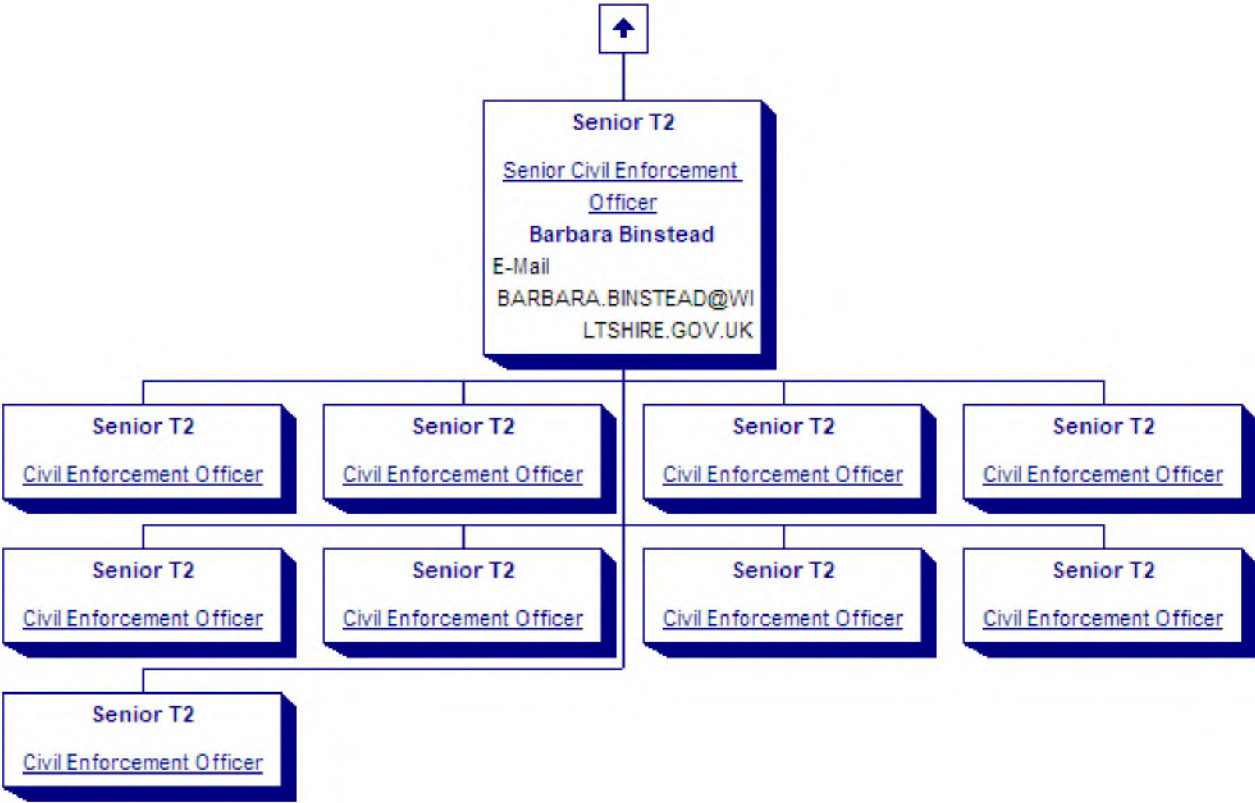 Senior T2
Senior Civil Enforcement
Officer
Barbara Binstead
E-Mail
BARBARA.BINSTEAD@WI
LTSHIRE.GOV.UK
Senior T2
Civil Enforcement Officer
Senior T2
Civil Enforcement Officer
Senior T2
Civil Enforcement Officer
Senior T2
Civil Enforcement Officer
Senior T2
Civil Enforcement Officer
Senior T2
Civil Enforcement Officer
Senior T2
Civil Enforcement Officer
Senior T2
Civil Enforcement Officer
Senior T2
Civil Enforcement Officer